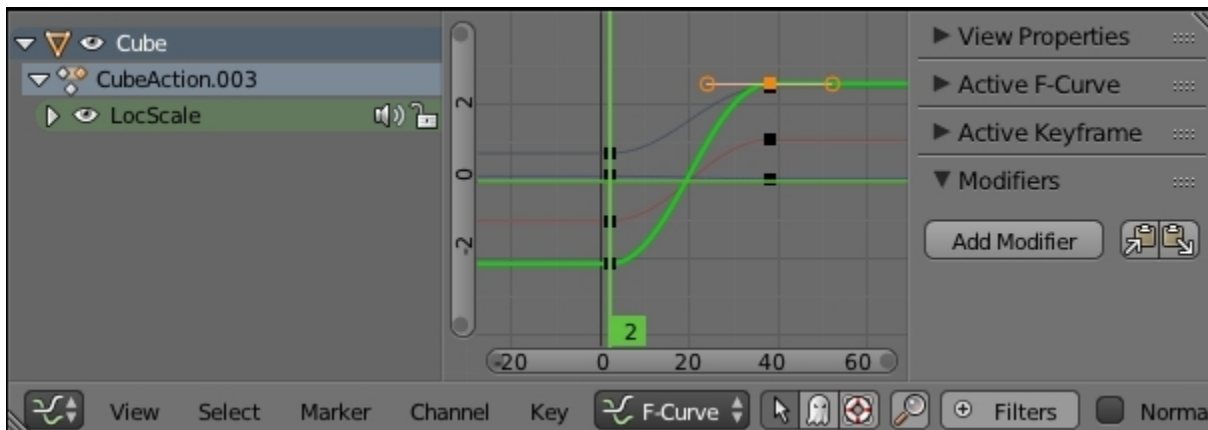 Cube
CubeAction.003
LocScale
2
0
-2
2
-20 0 20 40 60
View Properties
Active F-Curve
Active Keyframe
Modifiers
Add Modifier
View Select Marker Channel Key F-Curve Filters Norma